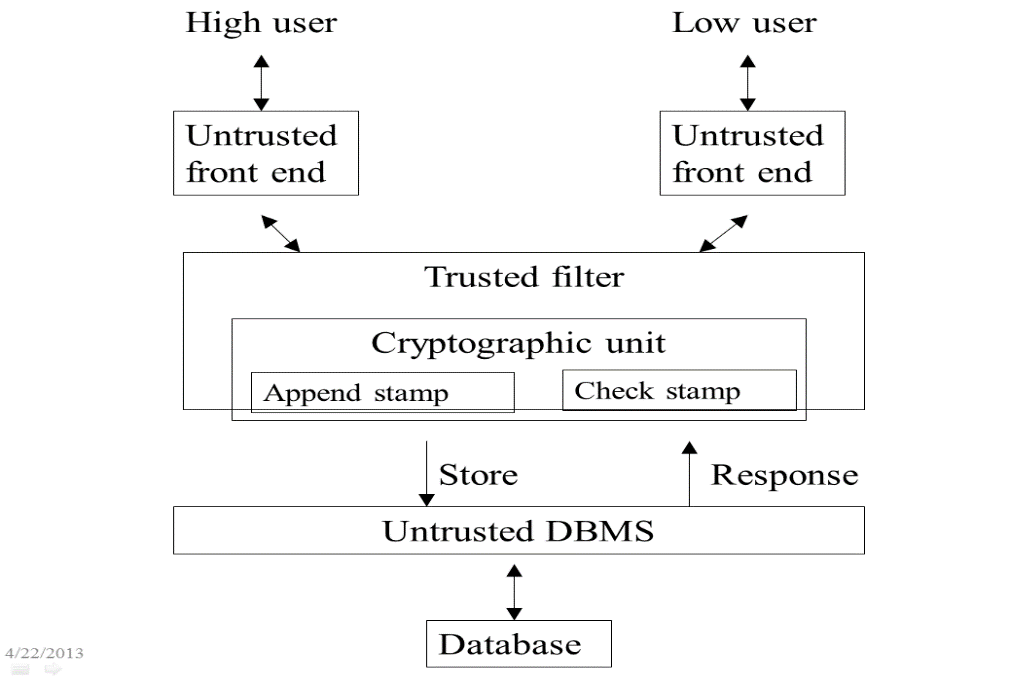 High user
Low user
Untrusted
front end
Untrusted
front end
Trusted filter
Cryptographic unit
Append stamp
Check stamp
Store
Response
Untrusted DBMS
Database
4/22/2013